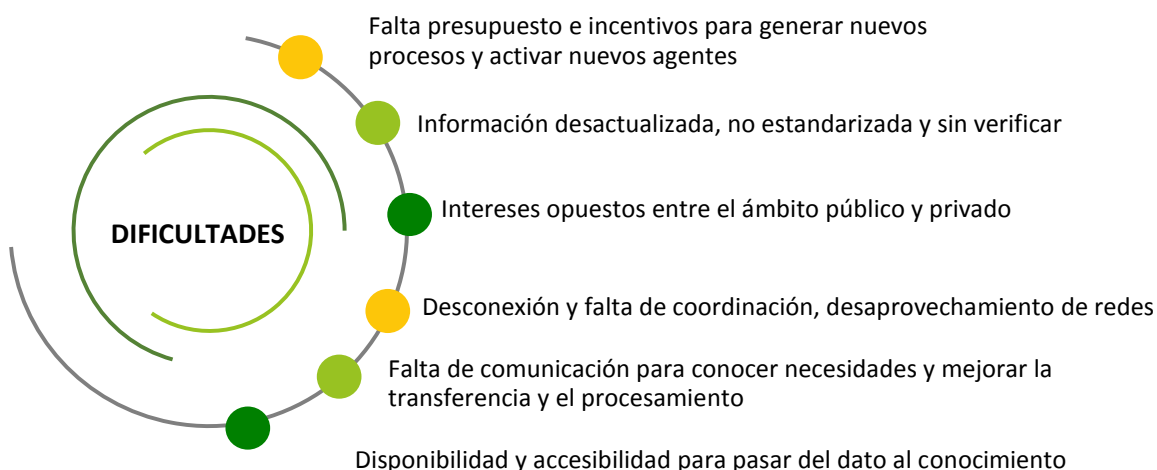 Falta presupuesto e incentivos para generar nuevos
procesos y activar nuevos agentes
Información desactualizada, no estandarizada y sin verificar
Intereses opuestos entre el ámbito público y privado
DIFICULTADES
Desconexión y falta de coordinación, desaprovechamiento de redes
Falta de comunicación para conocer necesidades y mejorar la
transferencia y el procesamiento
Disponibilidad y accesibilidad para pasar del dato al conocimiento